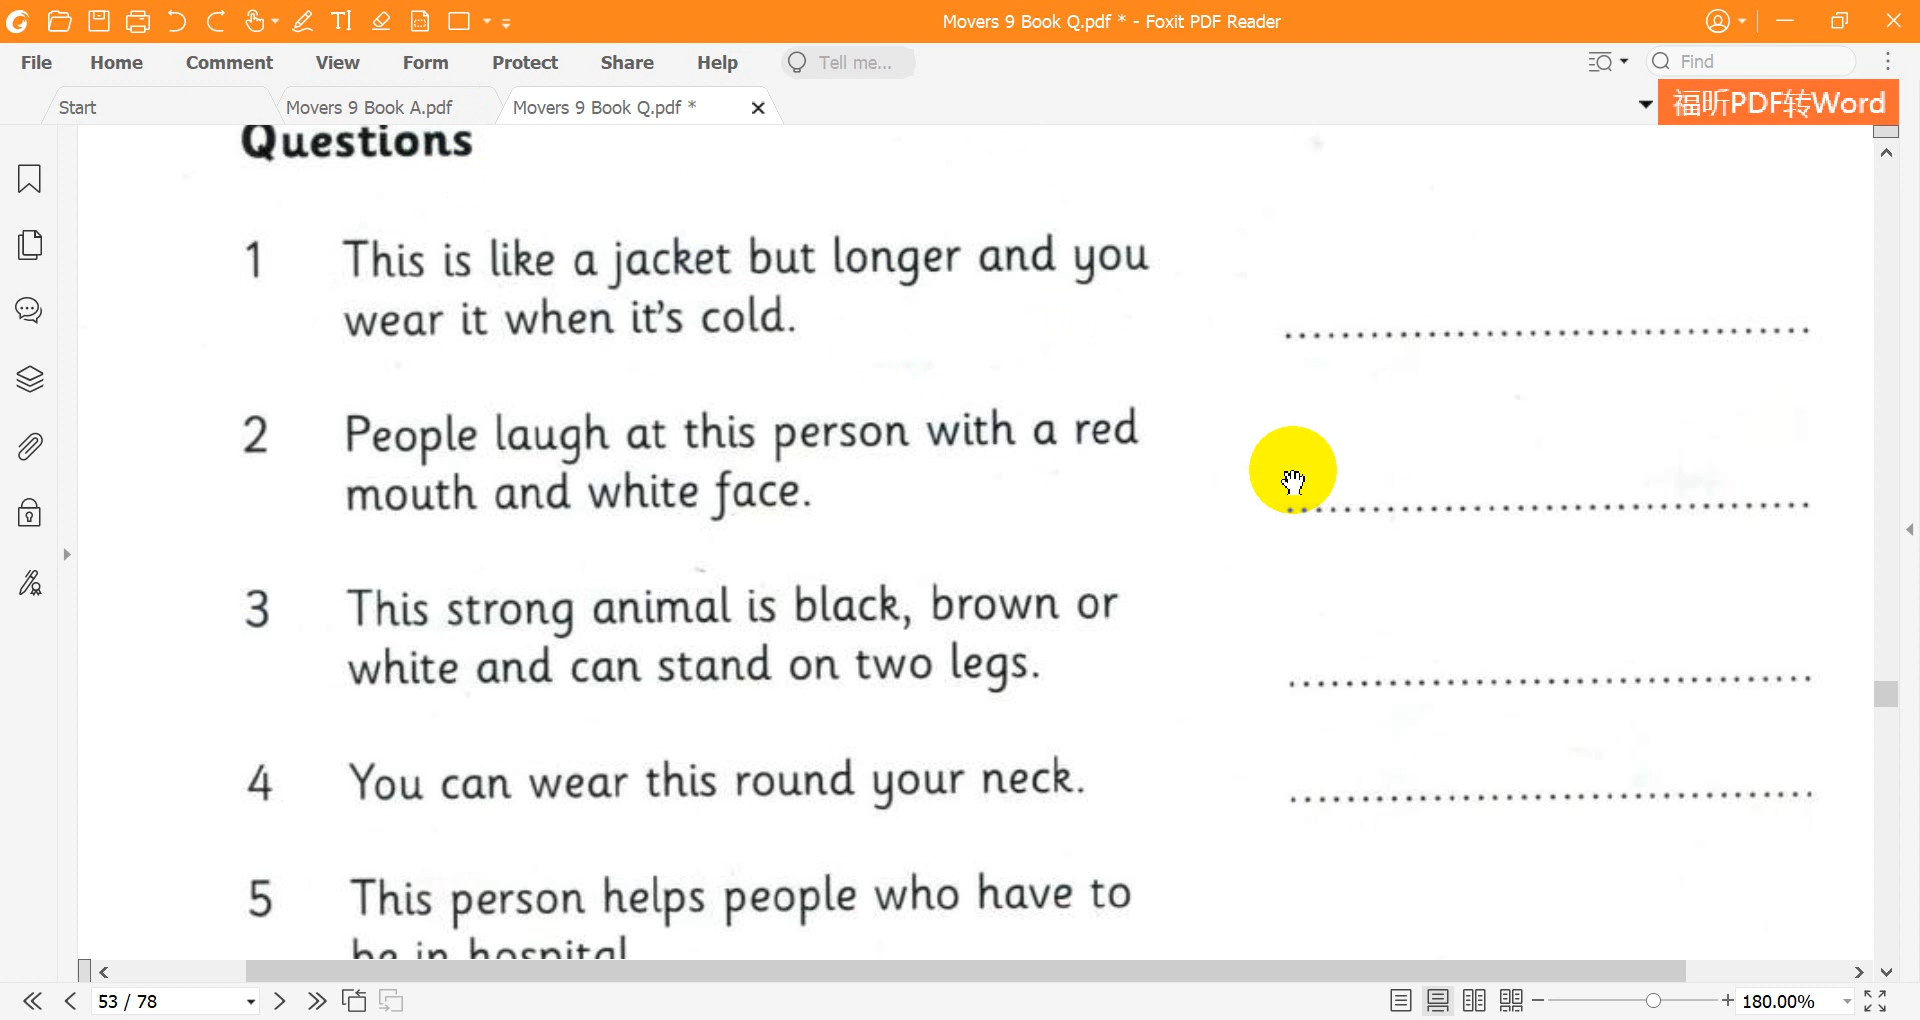 Movers 9 Book Q.pdf * - Foxit PDF Reader
File Home Comment View Form Protect Share Help Tell me... Find
Start Movers 9 Book A.pdf Movers 9 Book Q.pdf * 福昕PDF转Word
Questions
1 This is like a jacket but longer and you
wear it when it's cold.
2 People laugh at this person with a red
mouth and white face.
3 This strong animal is black, brown or
white and can stand on two legs.
4 You can wear this round your neck.
5 This person helps people who have to
be in hospital
53 / 78 180.00%